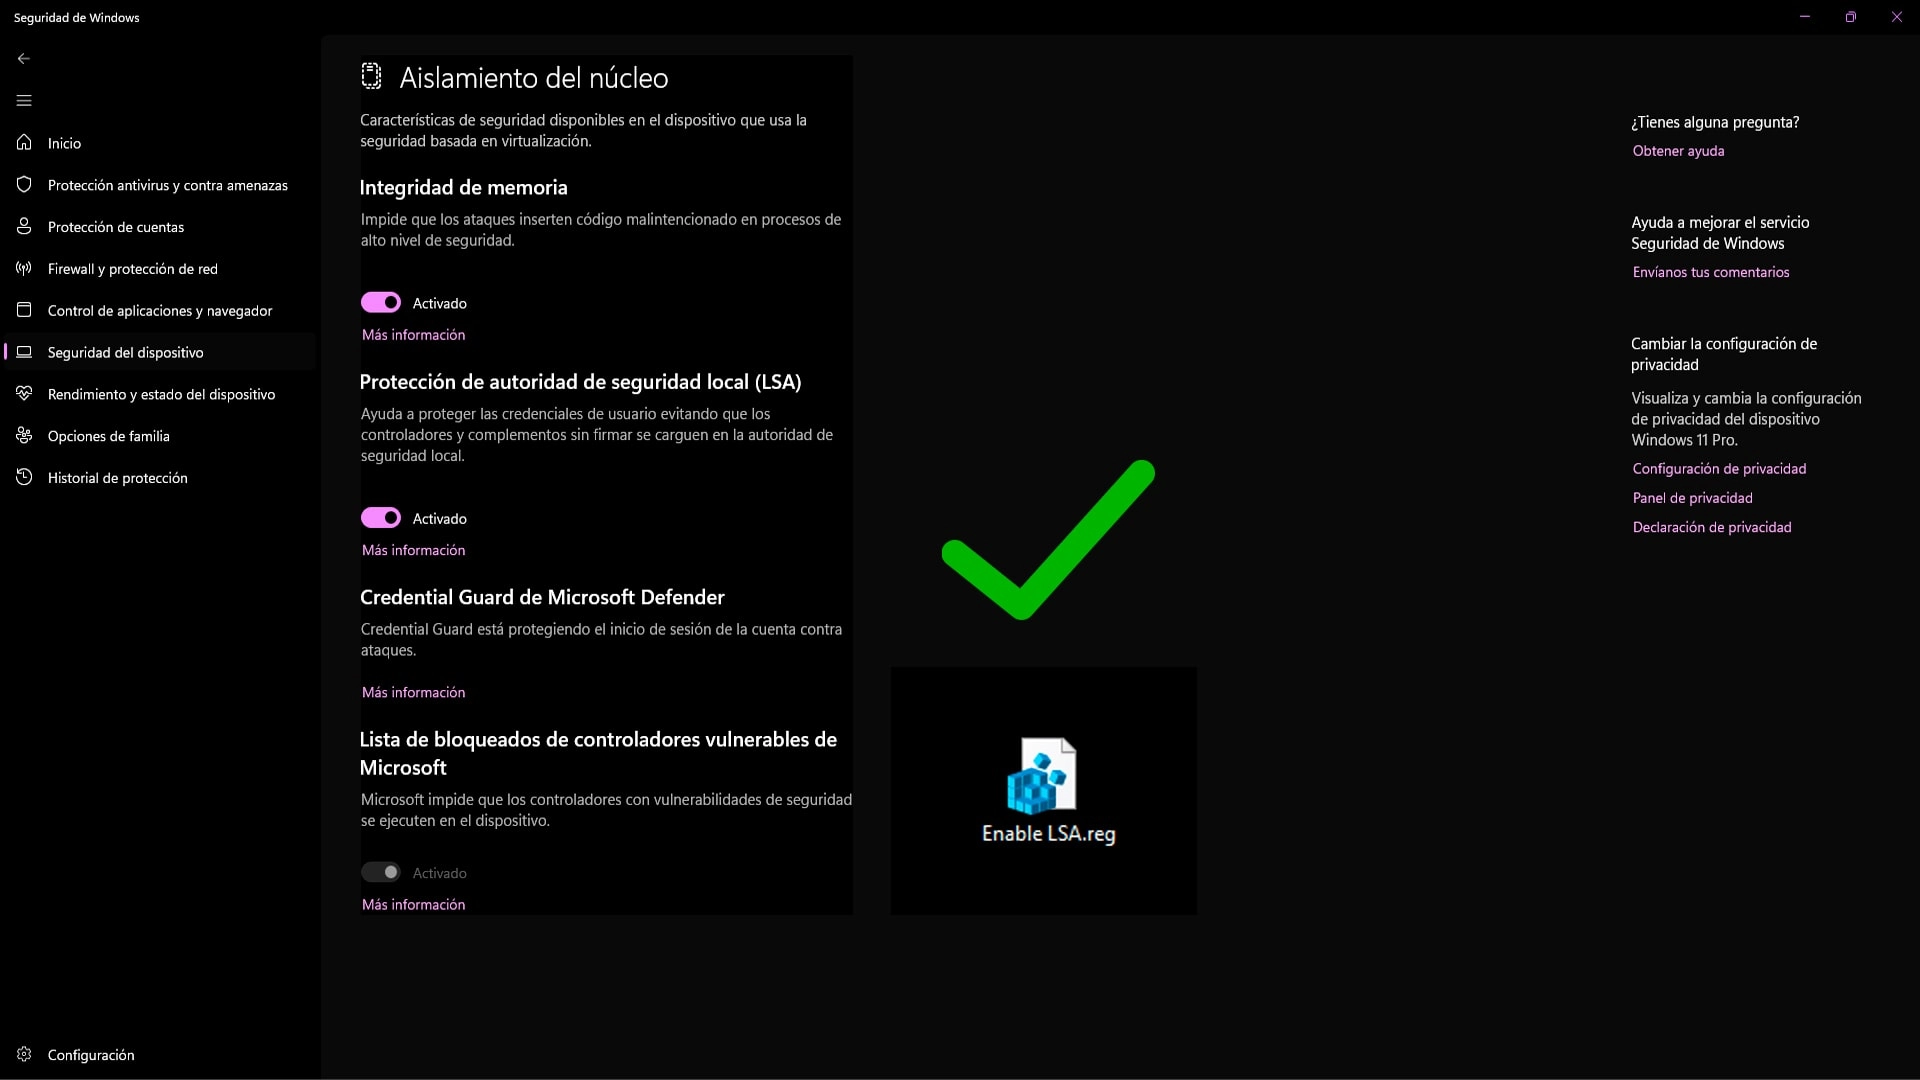 Seguridad de Windows
Inicio
Protección antivirus y contra amenazas
Protección de cuentas
Firewall y protección de red
Control de aplicaciones y navegador
Seguridad del dispositivo
Rendimiento y estado del dispositivo
Opciones de familia
Historial de protección
Configuración
Aislamiento del núcleo
Características de seguridad disponibles en el dispositivo que usa la
seguridad basada en virtualización.
Integridad de memoria
Impide que los ataques inserten código malintencionado en procesos de
alto nivel de seguridad.
Activado
Más información
Protección de autoridad de seguridad local (LSA)
Ayuda a proteger las credenciales de usuario evitando que los
controladores y complementos sin firmar se carguen en la autoridad de
seguridad local.
Activado
Más información
Credential Guard de Microsoft Defender
Credential Guard está protegiendo el inicio de sesión de la cuenta contra
ataques.
Más información
Lista de bloqueados de controladores vulnerables de
Microsoft
Microsoft impide que los controladores con vulnerabilidades de seguridad
se ejecuten en el dispositivo.
Activado
Más información
Enable LSA.reg
¿Tienes alguna pregunta?
Obtener ayuda
Ayuda a mejorar el servicio
Seguridad de Windows
Envíanos tus comentarios
Cambiar la configuración de
privacidad
Visualiza y cambia la configuración
de privacidad del dispositivo
Windows 11 Pro.
Configuración de privacidad
Panel de privacidad
Declaración de privacidad